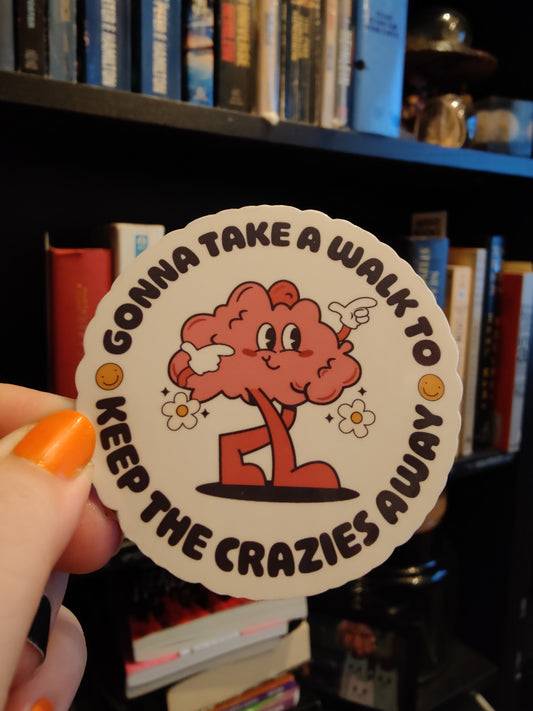 GONNA TAKE A WALK TO
KEEP THE CRAZIES AWAY